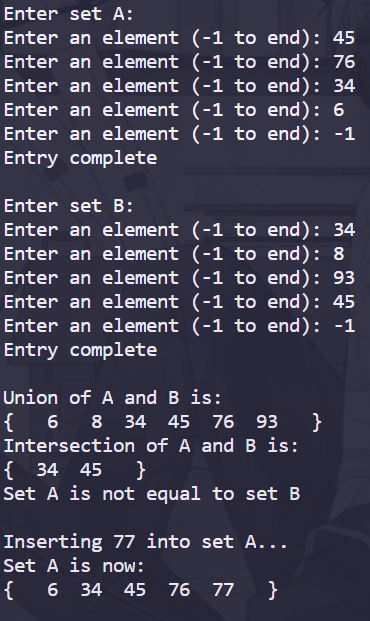 Enter set A:
Enter an element (-1 to end): 45
Enter an element (-1 to end): 76
Enter an element (-1 to end): 34
Enter an element (-1 to end): 6
Enter an element (-1 to end): -1
Entry complete

Enter set B:
Enter an element (-1 to end): 34
Enter an element (-1 to end): 8
Enter an element (-1 to end): 93
Enter an element (-1 to end): 45
Enter an element (-1 to end): -1
Entry complete

Union of A and B is:
{   6   8  34  45  76  93   }
Intersection of A and B is:
{  34  45   }
Set A is not equal to set B

Inserting 77 into set A...
Set A is now:
{   6  34  45  76  77   }